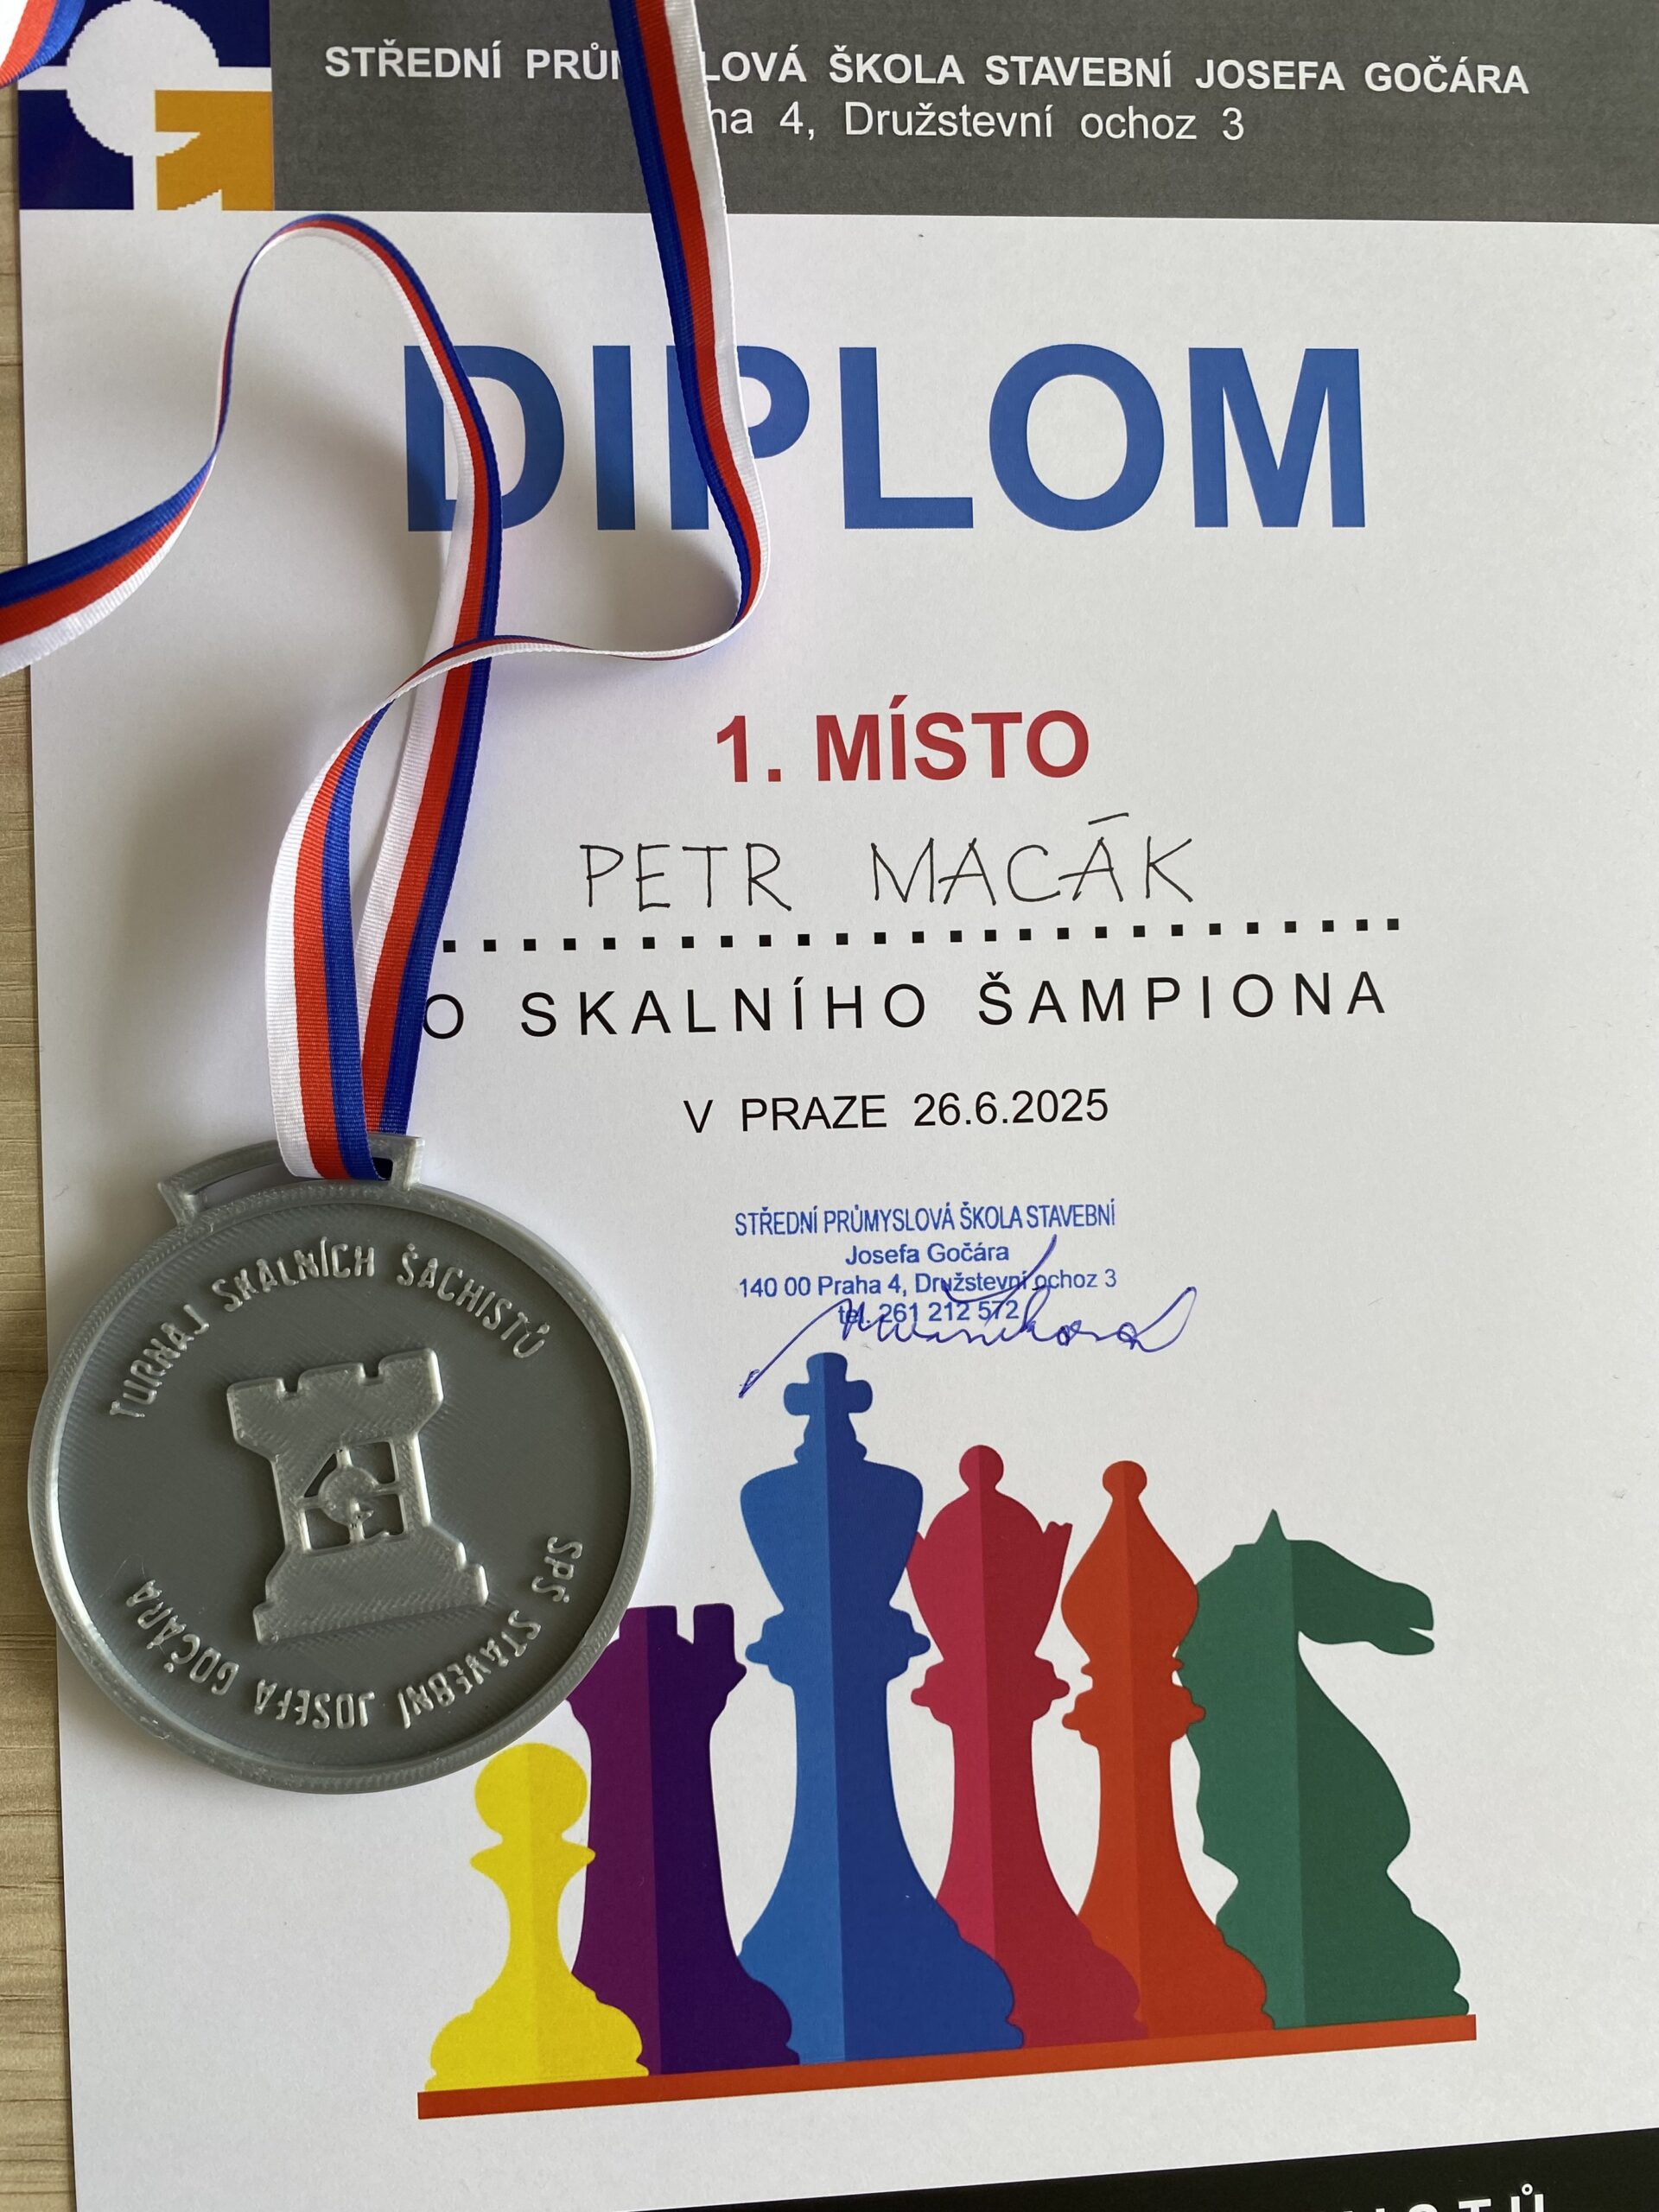 STŘEDNÍ PRŮM LOVÁ ŠKOLA STAVEBNÍ JOSEFA GOČÁRA
ha 4, Družstevní ochoz 3
DIPLOM
1. MÍSTO
PETR MACÁK
O SKALNÍHO ŠAMPIONA
V PRAZE 26.6.2025
STŘEDNÍ PRŮMYSLOVÁ ŠKOLA STAVEBNÍ
Josefa Gočára
140 00 Praha 4, Družstevní ochoz 3
tel. 261 212 572
TURNAJ SKALNÍCH ŠACHISTŮ
SPŠ STAVEBNÍ JOSEFA GOČÁRA